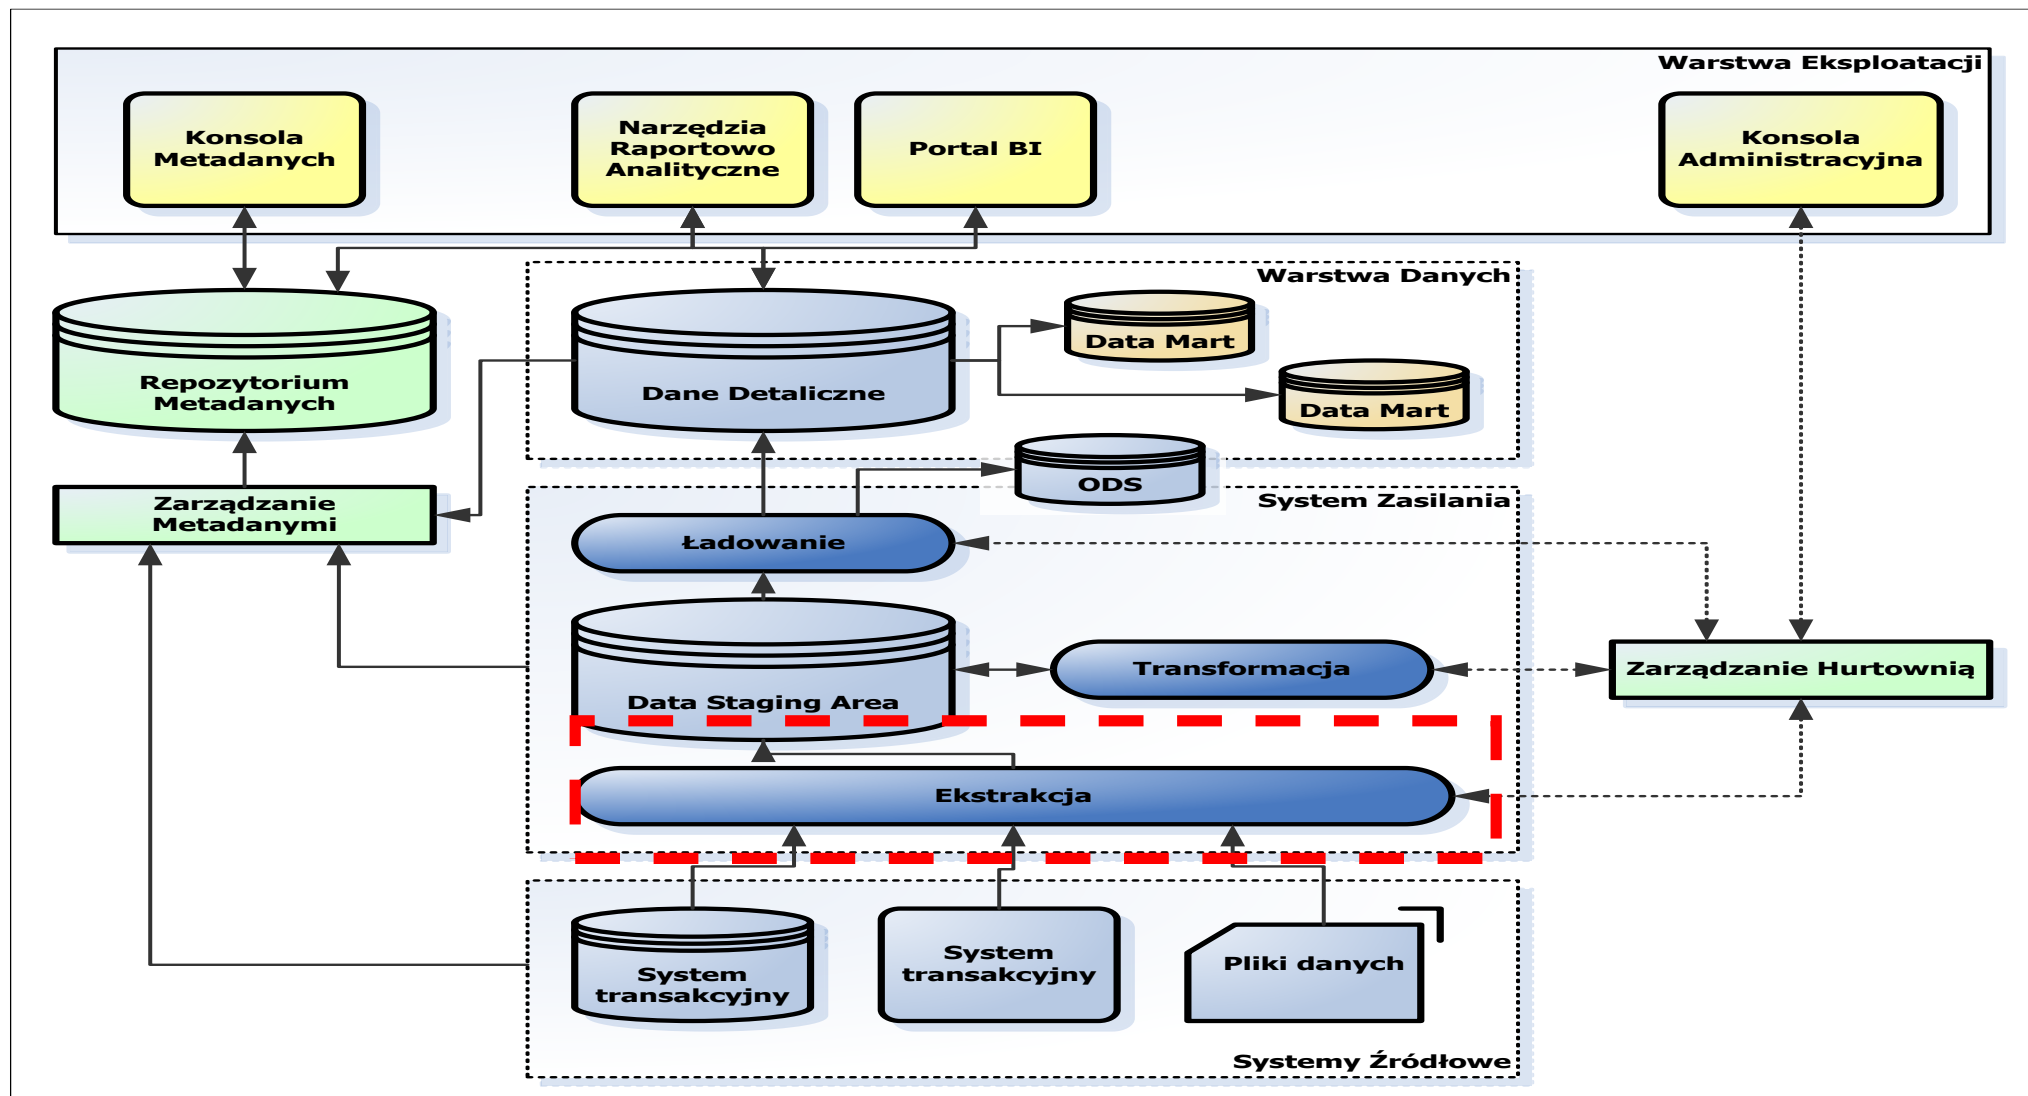 Warstwa Eksploatacji
Konsola
Metadanych
Narzędzia
Raportowo
Analityczne
Portal BI
Konsola
Administracyjna
Warstwa Danych
Repozytorium
Metadanych
Dane Detaliczne
Data Mart
Data Mart
ODS
Zarządzanie
Metadanymi
System Zasilania
Ładowanie
Data Staging Area
Transformacja
Zarządzanie Hurtownią
Ekstrakcja
System
transakcyjny
System
transakcyjny
Pliki danych
Systemy Źródłowe